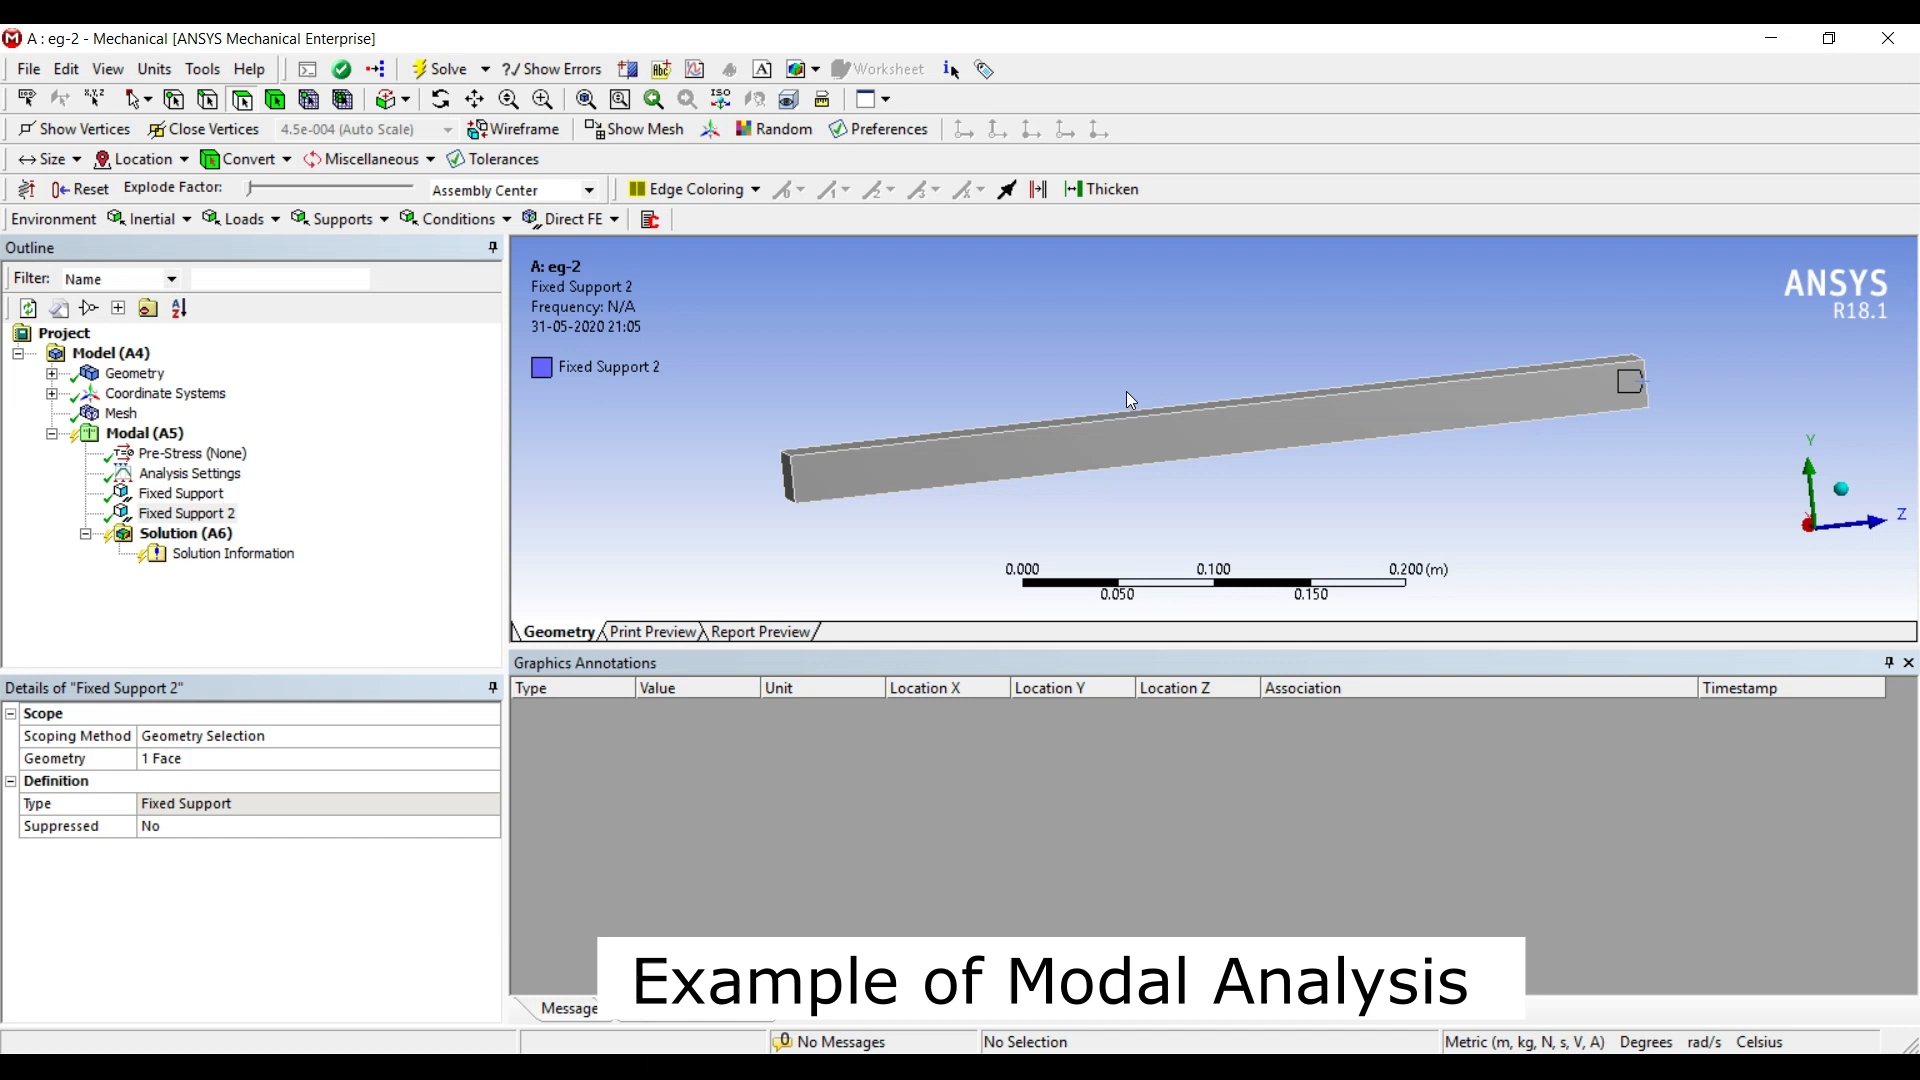 A : eg-2 - Mechanical [ANSYS Mechanical Enterprise]
File Edit View Units Tools Help Solve ?/ Show Errors Worksheet
Show Vertices Close Vertices 4.5e-004 (Auto Scale) Wireframe Show Mesh Random Preferences
Size Location Convert Miscellaneous Tolerances
Reset Explode Factor: Assembly Center Edge Coloring Thicken
Environment Inertial Loads Supports Conditions Direct FE
Outline
Filter: Name
Project
Model (A4)
Geometry
Coordinate Systems
Mesh
Modal (A5)
Pre-Stress (None)
Analysis Settings
Fixed Support
Fixed Support 2
Solution (A6)
Solution Information
A: eg-2
Fixed Support 2
Frequency: N/A
31-05-2020 21:05
Fixed Support 2
ANSYS
R18.1
Y
Z
0.000 0.100 0.200 (m)
0.050 0.150
Geometry Print Preview Report Preview
Details of "Fixed Support 2"
Scope
Scoping Method Geometry Selection
Geometry 1 Face
Definition
Type Fixed Support
Suppressed No
Graphics Annotations
Type Value Unit Location X Location Y Location Z Association Timestamp
Example of Modal Analysis
Message
No Messages No Selection Metric (m, kg, N, s, V, A) Degrees rad/s Celsius